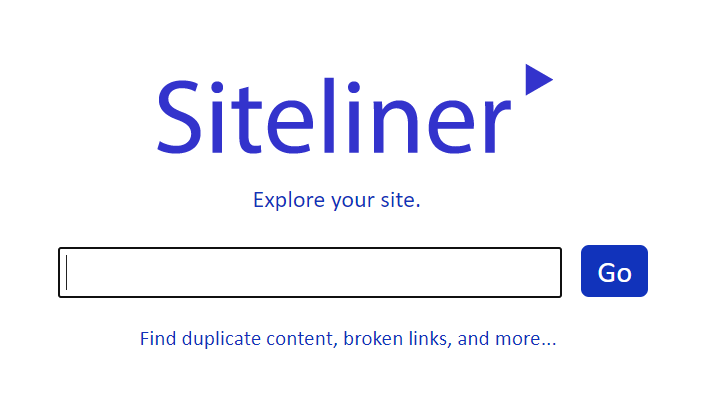 Siteliner
Explore your site.
Go
Find duplicate content, broken links, and more...